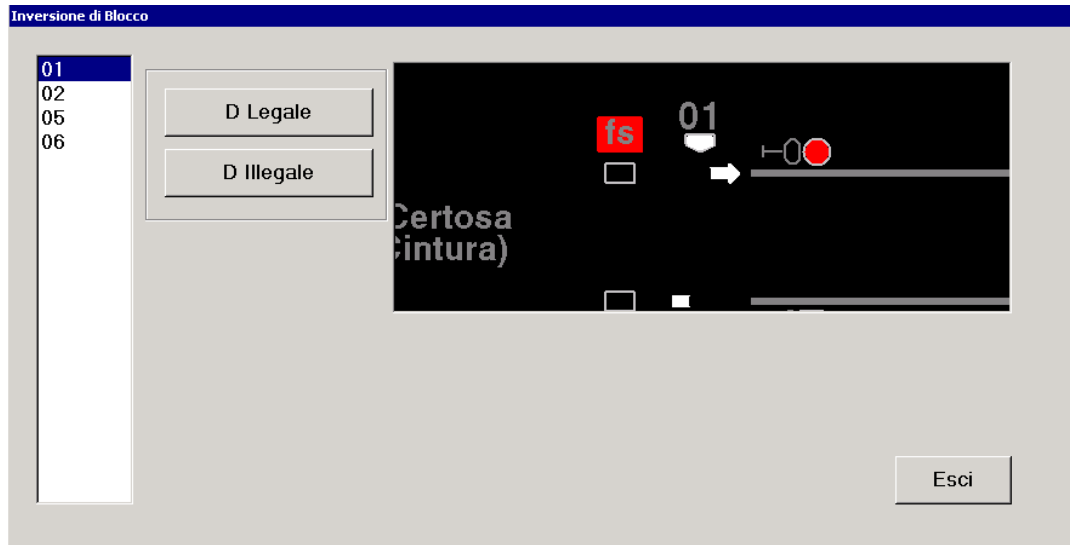 Inversione di Blocco
01
02
05
06
D Legale
D Illegale
fs
01
Certosa
Cintura)
Esci